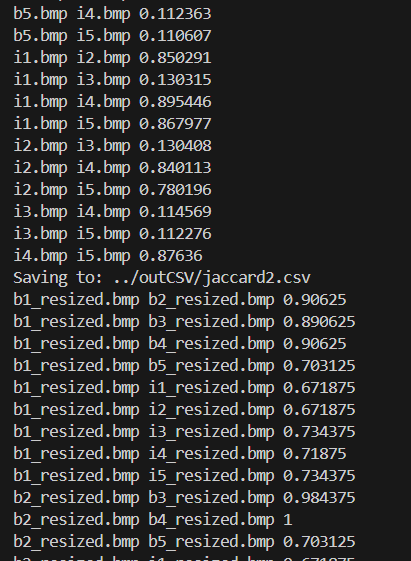 b5.bmp i4.bmp 0.112363
b5.bmp i5.bmp 0.110607
i1.bmp i2.bmp 0.850291
i1.bmp i3.bmp 0.130315
i1.bmp i4.bmp 0.895446
i1.bmp i5.bmp 0.867977
i2.bmp i3.bmp 0.130408
i2.bmp i4.bmp 0.840113
i2.bmp i5.bmp 0.780196
i3.bmp i4.bmp 0.114569
i3.bmp i5.bmp 0.112276
i4.bmp i5.bmp 0.87636
Saving to: ../outCSV/jaccard2.csv
b1_resized.bmp b2_resized.bmp 0.90625
b1_resized.bmp b3_resized.bmp 0.890625
b1_resized.bmp b4_resized.bmp 0.90625
b1_resized.bmp b5_resized.bmp 0.703125
b1_resized.bmp i1_resized.bmp 0.671875
b1_resized.bmp i2_resized.bmp 0.671875
b1_resized.bmp i3_resized.bmp 0.734375
b1_resized.bmp i4_resized.bmp 0.71875
b1_resized.bmp i5_resized.bmp 0.734375
b2_resized.bmp b3_resized.bmp 0.984375
b2_resized.bmp b4_resized.bmp 1
b2_resized.bmp b5_resized.bmp 0.703125
b2_resized.bmp i1_resized.bmp 0.671875